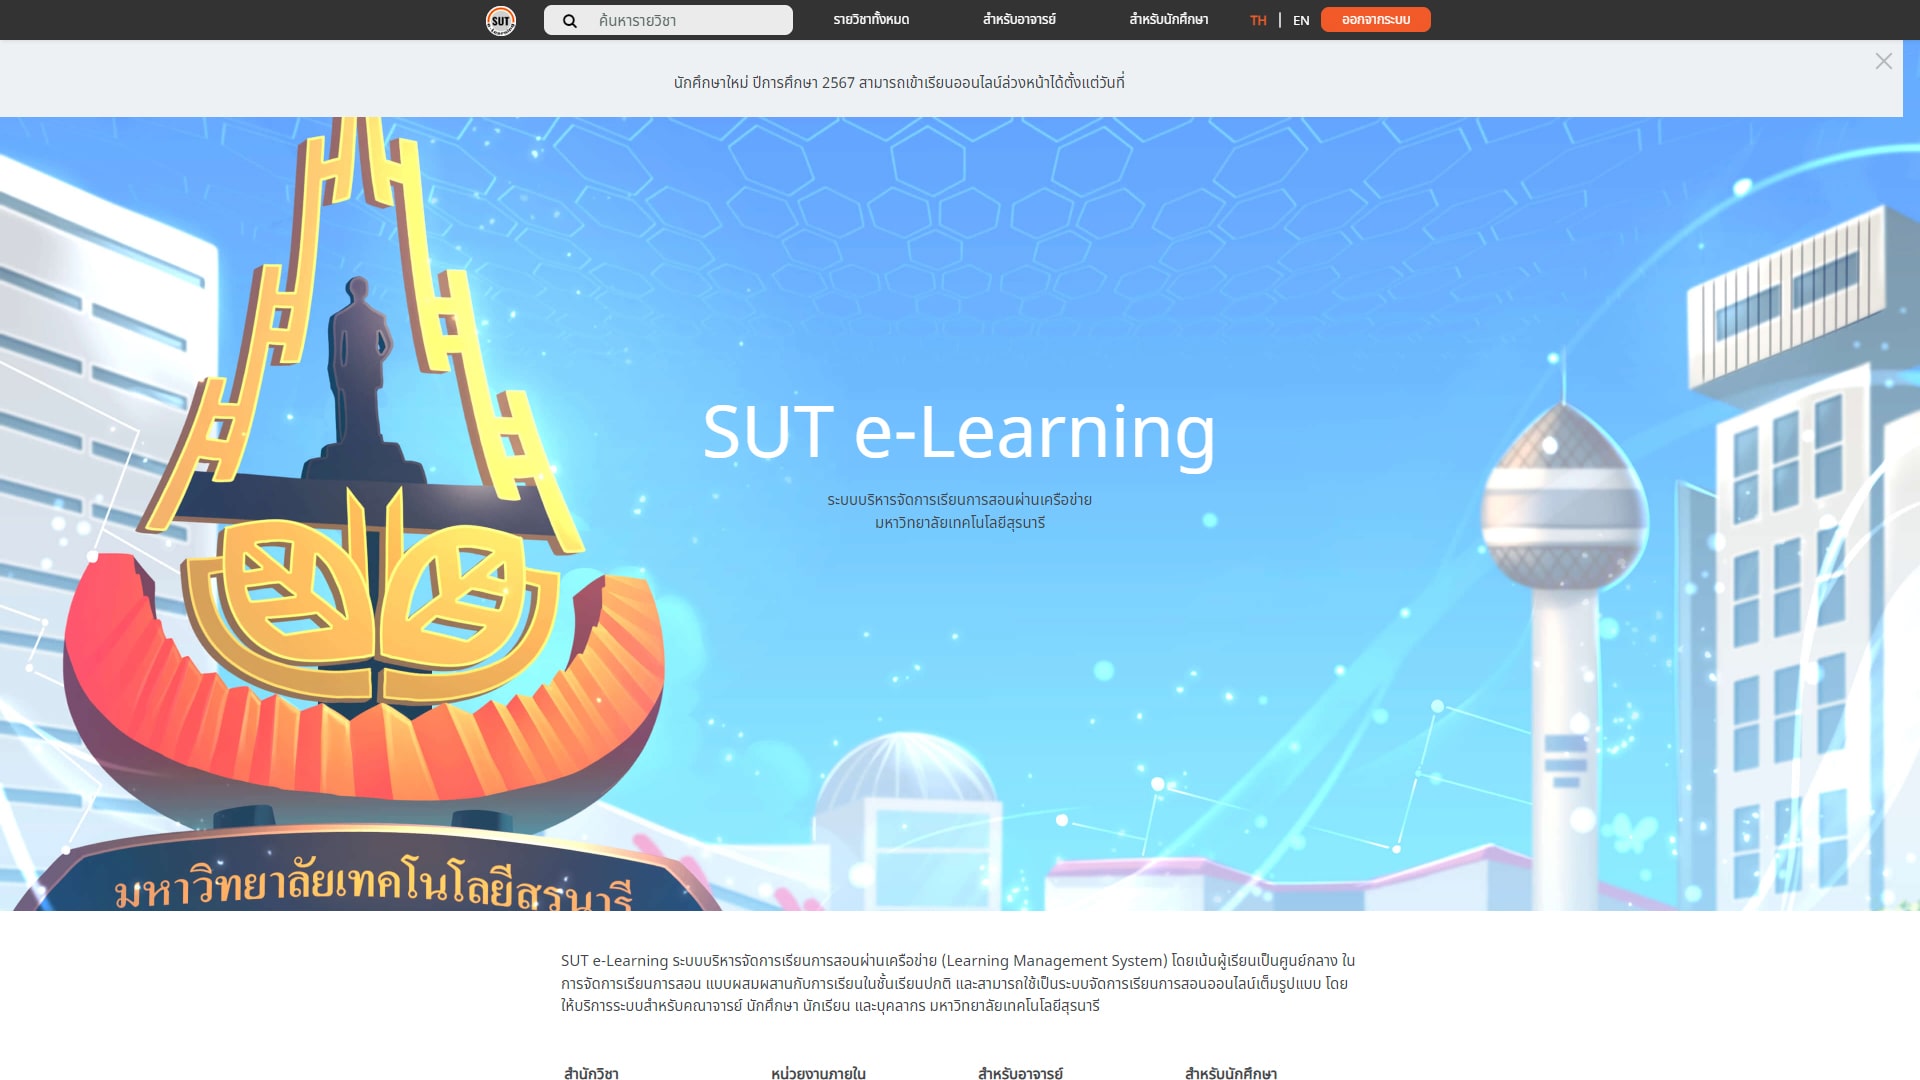 SUT
ค้นหารายวิชา
รายวิชาทั้งหมด
สำหรับอาจารย์
สำหรับนักศึกษา
TH | EN
ออกจากระบบ
นักศึกษาใหม่ ปีการศึกษา 2567 สามารถเข้าเรียนออนไลน์ล่วงหน้าได้ตั้งแต่วันที่
SUT e-Learning
ระบบบริหารจัดการเรียนการสอนผ่านเครือข่าย
มหาวิทยาลัยเทคโนโลยีสุรนารี
มหาวิทยาลัยเทคโนโลยีสุรนารี
SUT e-Learning ระบบบริหารจัดการเรียนการสอนผ่านเครือข่าย (Learning Management System) โดยเน้นผู้เรียนเป็นศูนย์กลาง ใน
การจัดการเรียนการสอน แบบผสมผสานกับการเรียนในชั้นเรียนปกติ และสามารถใช้เป็นระบบจัดการเรียนการสอนออนไลน์เต็มรูปแบบ โดย
ให้บริการระบบสำหรับคณาจารย์ นักศึกษา นักเรียน และบุคลากร มหาวิทยาลัยเทคโนโลยีสุรนารี
สำนักวิชา
หน่วยงานภายใน
สำหรับอาจารย์
สำหรับนักศึกษา